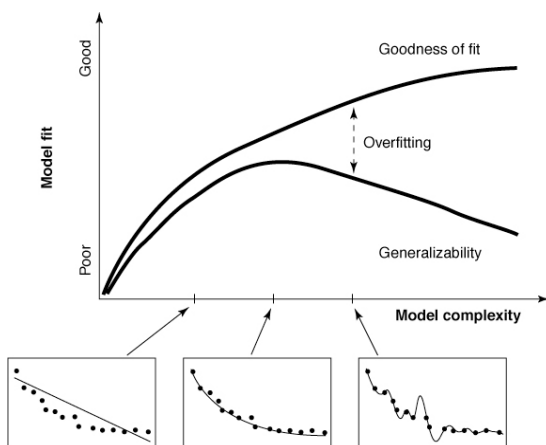 Good
Goodness of fit
Model fit
Overfitting
Poor
Generalizability
Model complexity